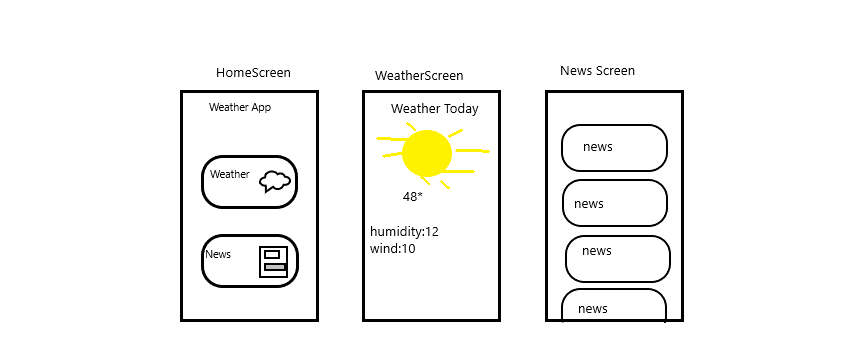 HomeScreen
Weather App
Weather
News
WeatherScreen
Weather Today
48*
humidity:12
wind:10
News Screen
news
news
news
news